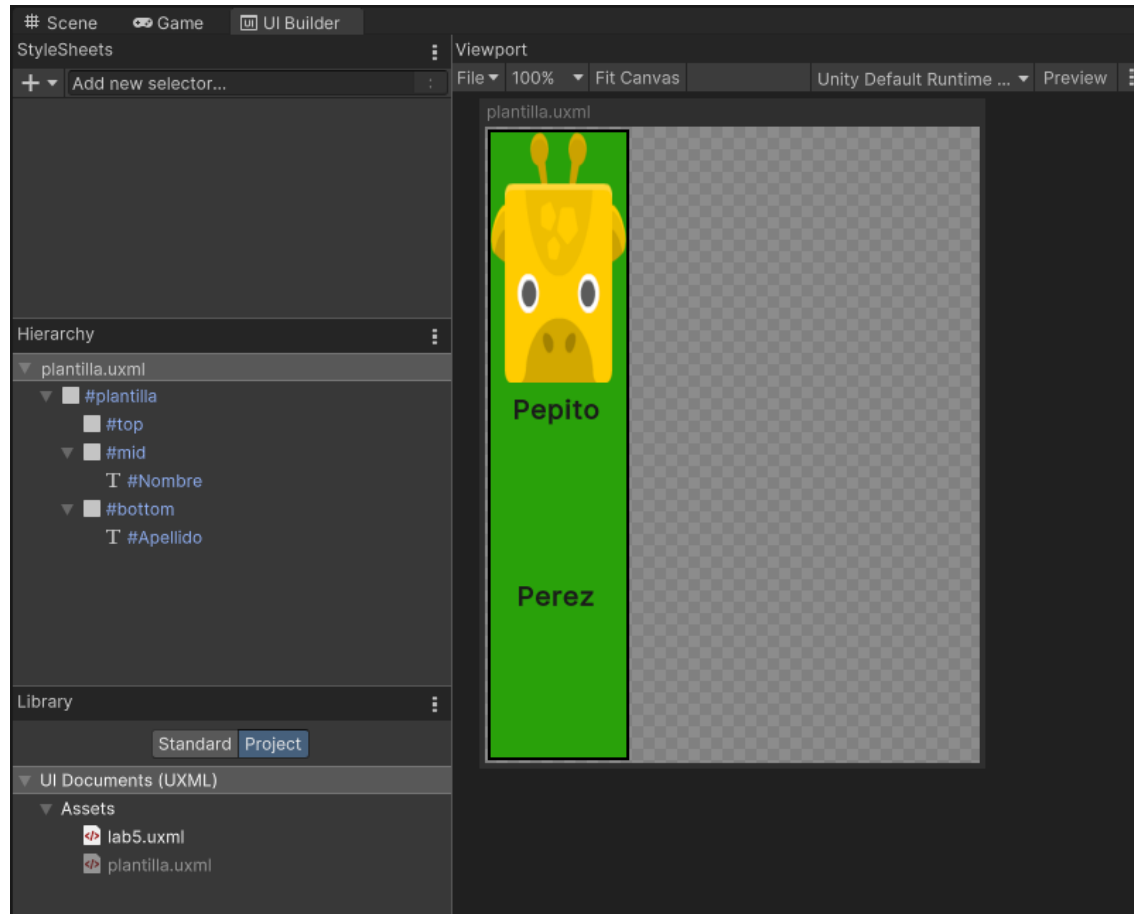 Scene Game UI Builder
StyleSheets
Add new selector...
Viewport
File 100% Fit Canvas Unity Default Runtime ... Preview
plantilla.uxml
Pepito
Perez
Hierarchy
plantilla.uxml
#plantilla
#top
#mid
T #Nombre
#bottom
T #Apellido
Library
Standard Project
UI Documents (UXML)
Assets
lab5.uxml
plantilla.uxml